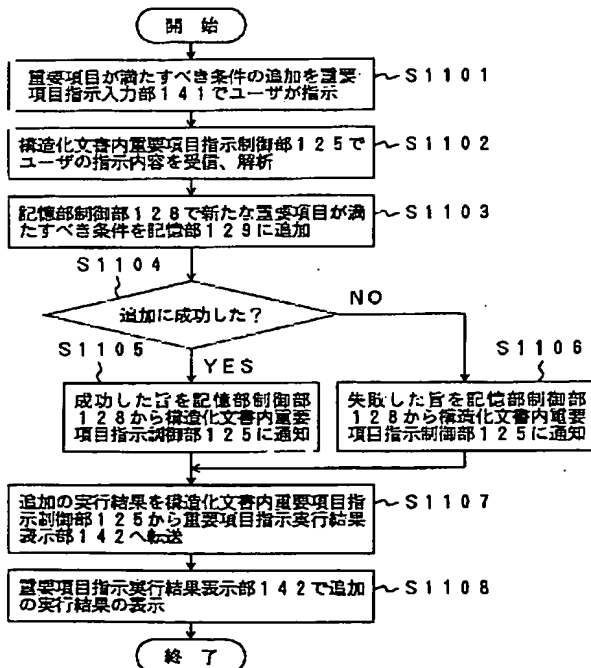 開始
重要項目が満たすべき条件の追加を重要
項目指示入力部141でユーザが指示
S1101
構造化文書内重要項目指示制御部125で
ユーザの指示内容を受信、解析
S1102
記憶部制御部128で新たな重要項目が満
たすべき条件を記憶部129に追加
S1103
S1104
追加に成功した?
NO
S1105
YES
S1106
成功した旨を記憶部制御部
128から構造化文書内重要
項目指示制御部125に通知
失敗した旨を記憶部制御部
128から構造化文書内重要
項目指示制御部125に通知
追加の実行結果を構造化文書内重要項目指
示制御部125から重要項目指示実行結果
表示部142へ転送
S1107
重要項目指示実行結果表示部142で追加
の実行結果の表示
S1108
終了